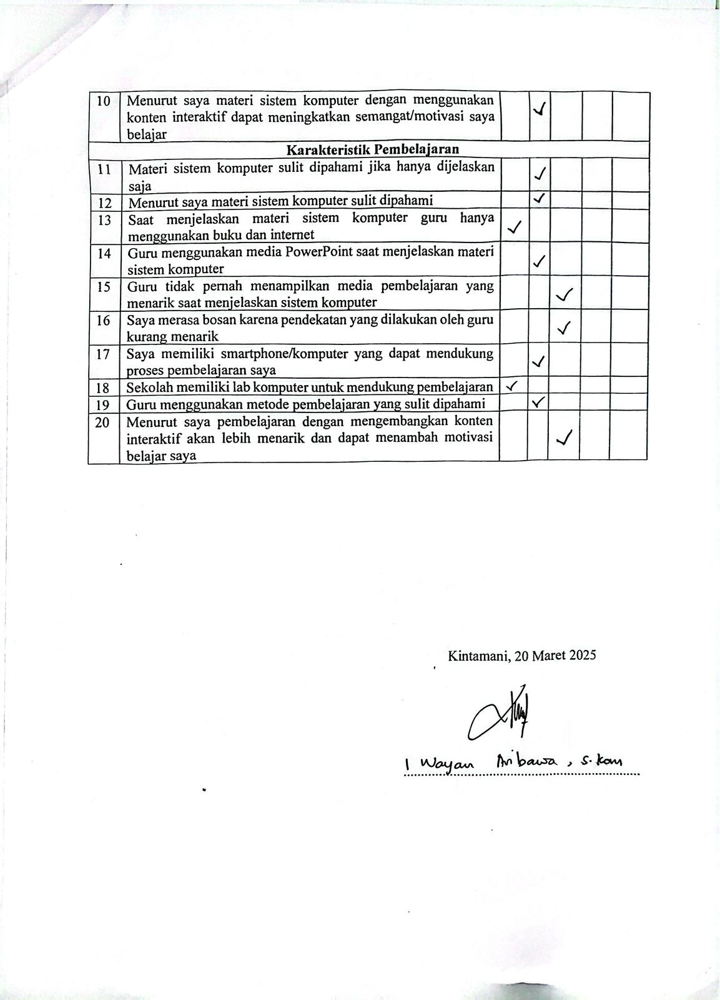 10 Menurut saya materi sistem komputer dengan menggunakan
konten interaktif dapat meningkatkan semangat/motivasi saya
belajar
✓
Karakteristik Pembelajaran
11 Materi sistem komputer sulit dipahami jika hanya dijelaskan
saja
✓
12 Menurut saya materi sistem komputer sulit dipahami ✓
13 Saat menjelaskan materi sistem komputer guru hanya
menggunakan buku dan internet
✓
14 Guru menggunakan media PowerPoint saat menjelaskan materi
sistem komputer
✓
15 Guru tidak pernah menampilkan media pembelajaran yang
menarik saat menjelaskan sistem komputer
✓
16 Saya merasa bosan karena pendekatan yang dilakukan oleh guru
kurang menarik
✓
17 Saya memiliki smartphone/komputer yang dapat mendukung
proses pembelajaran saya
✓
18 Sekolah memiliki lab komputer untuk mendukung pembelajaran ✓
19 Guru menggunakan metode pembelajaran yang sulit dipahami ✓
20 Menurut saya pembelajaran dengan mengembangkan konten
interaktif akan lebih menarik dan dapat menambah motivasi
belajar saya
✓
Kintamani, 20 Maret 2025
I Wayan Aribawa, S.Kom